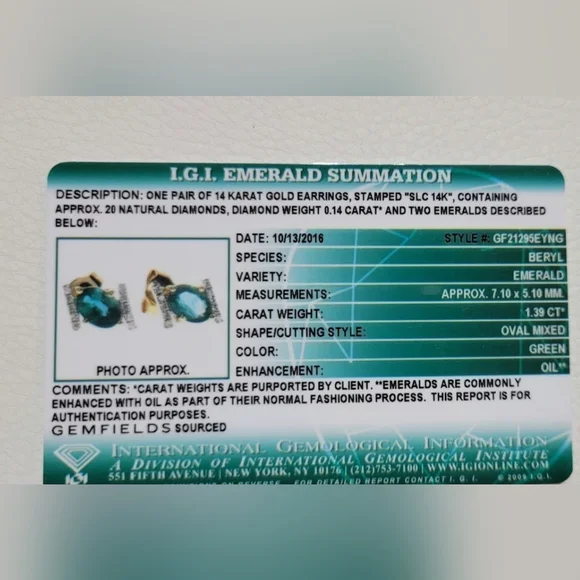 I.G.I. EMERALD SUMMATION
DESCRIPTION: ONE PAIR OF 14 KARAT GOLD EARRINGS, STAMPED "SLC 14K", CONTAINING
APPROX. 20 NATURAL DIAMONDS, DIAMOND WEIGHT 0.14 CARAT* AND TWO EMERALDS DESCRIBED
BELOW:
DATE: 10/13/2016 STYLE #: GF21295EYNG
SPECIES: BERYL
VARIETY: EMERALD
MEASUREMENTS: APPROX. 7.10 x 5.10 MM.
CARAT WEIGHT: 1.39 CT*
SHAPE/CUTTING STYLE: OVAL MIXED
COLOR: GREEN
ENHANCEMENT: OIL**
PHOTO APPROX.
COMMENTS: *CARAT WEIGHTS ARE PURPORTED BY CLIENT. **EMERALDS ARE COMMONLY
ENHANCED WITH OIL AS PART OF THEIR NORMAL FASHIONING PROCESS. THIS REPORT IS FOR
AUTHENTICATION PURPOSES.
GEMFIELDS SOURCED
INTERNATIONAL GEMOLOGICAL INFORMATION
A DIVISION OF INTERNATIONAL GEMOLOGICAL INSTITUTE
551 FIFTH AVENUE | NEW YORK, NY 10176 | (212)753-7100 | WWW.IGIONLINE.COM
CONDITIONS ON REVERSE FOR DETAILED REPORT CONTACT I.G.I. © 2009 I.G.I.